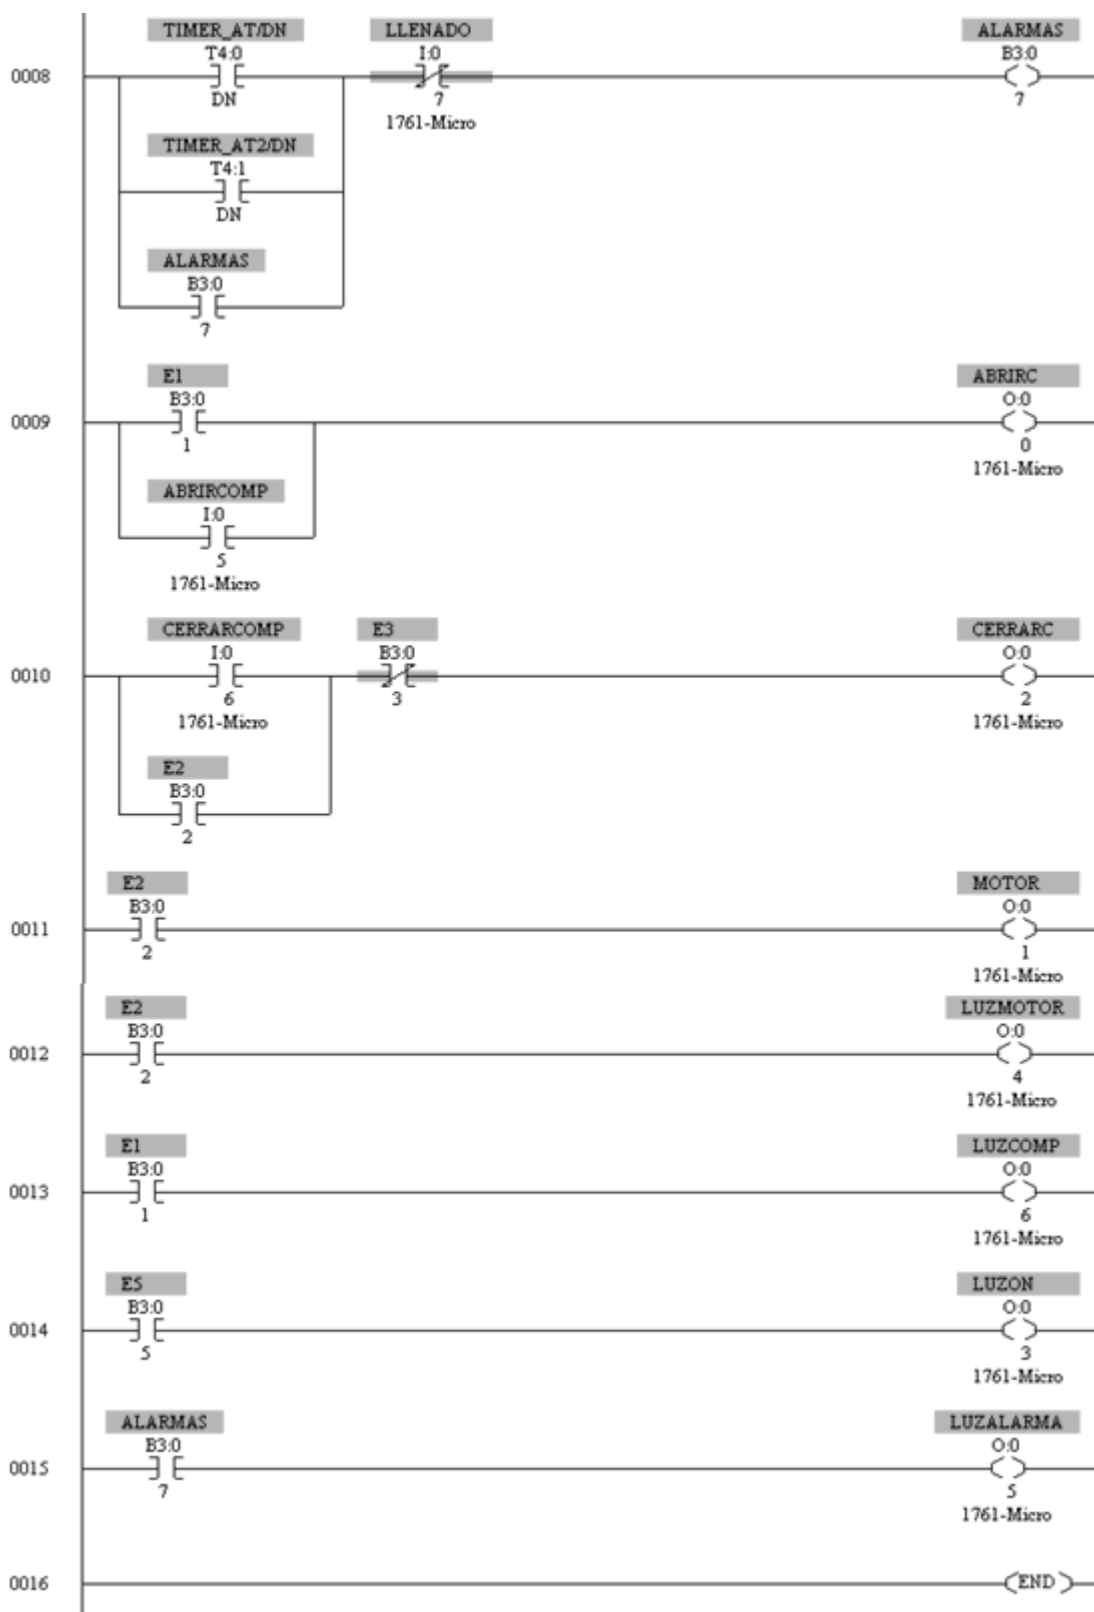 TIMER_AT/DN LLENADO ALARMAS
T4:0 I:0 B3:0
0008
DN 7 7
1761-Micro
TIMER_AT2/DN
T4:1
DN
ALARMAS
B3:0
7
E1 ABRIRC
B3:0 O:0
0009
1 0
1761-Micro
ABRIRCOMP
I:0
5
1761-Micro
CERRARCOMP E3 CERRARC
I:0 B3:0 O:0
0010
6 3 2
1761-Micro 1761-Micro
E2
B3:0
2
E2 MOTOR
B3:0 O:0
0011
2 1
1761-Micro
E2 LUZMOTOR
B3:0 O:0
0012
2 4
1761-Micro
E1 LUZCOMP
B3:0 O:0
0013
1 6
1761-Micro
E5 LUZON
B3:0 O:0
0014
5 3
1761-Micro
ALARMAS LUZALARMA
B3:0 O:0
0015
7 5
1761-Micro
0016 END